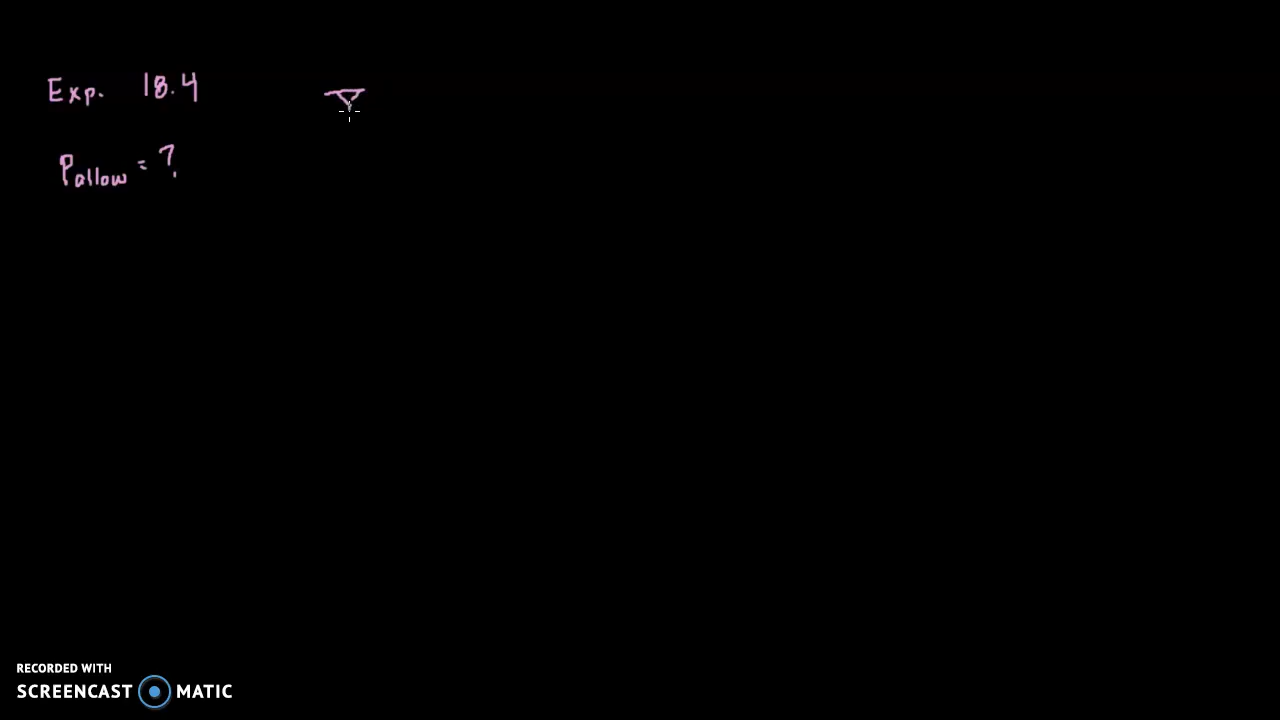 Exp. 18.4
Pallow = ?
RECORDED WITH
SCREENCAST MATIC